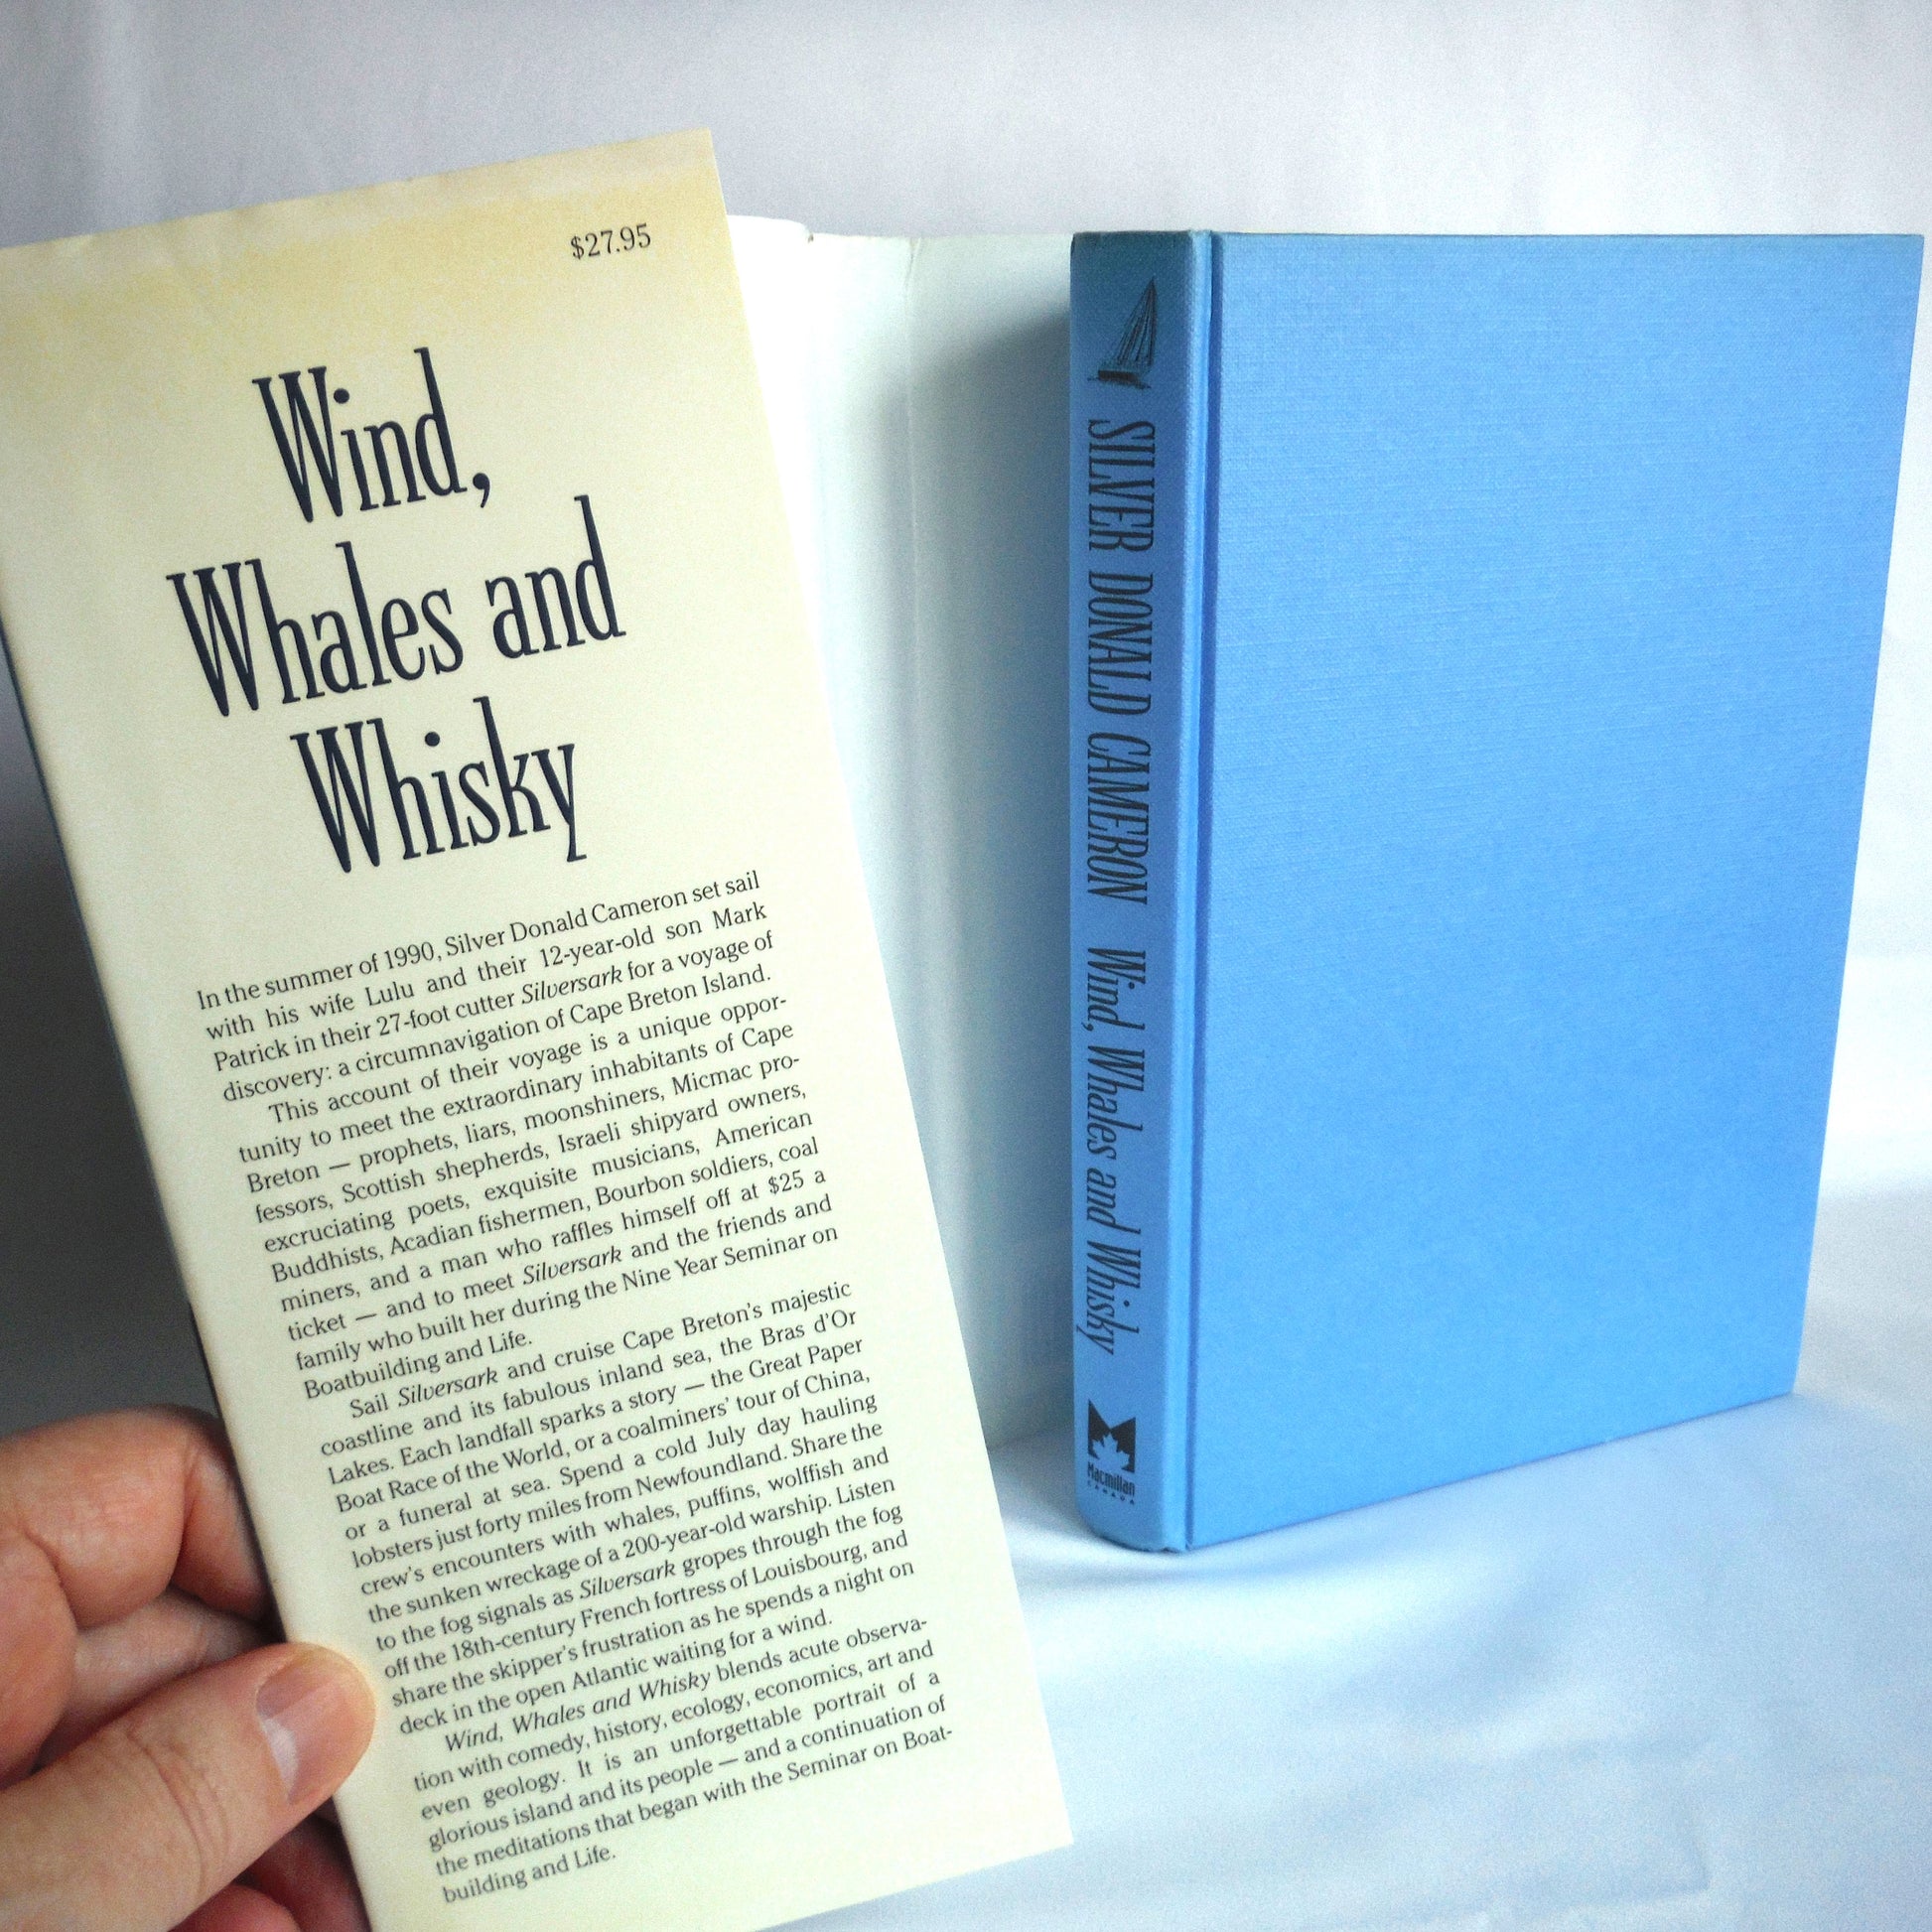 $27.95
Wind,
Whales and
Whisky
In the summer of 1990, Silver Donald Cameron set sail
with his wife Lulu and their 12-year-old son Mark
Patrick in their 27-foot cutter Silversark for a voyage of
discovery: a circumnavigation of Cape Breton Island.
This account of their voyage is a unique oppor-
tunity to meet the extraordinary inhabitants of Cape
Breton — prophets, liars, moonshiners, Micmac pro-
fessors, Scottish shepherds, Israeli shipyard owners,
excruciating poets, exquisite musicians, American
Buddhists, Acadian fishermen, Bourbon soldiers, coal
miners, and a man who raffles himself off at $25 a
ticket — and to meet Silversark and the friends and
family who built her during the Nine Year Seminar on
Boatbuilding and Life.
Sail Silversark and cruise Cape Breton's majestic
coastline and its fabulous inland sea, the Bras d'Or
Lakes. Each landfall sparks a story — the Great Paper
Boat Race of the World, or a coalminers' tour of China,
or a funeral at sea. Spend a cold July day hauling
lobsters just forty miles from Newfoundland. Share the
crew's encounters with whales, puffins, wolffish and
the sunken wreckage of a 200-year-old warship. Listen
to the fog signals as Silversark gropes through the fog
off the 18th-century French fortress of Louisbourg, and
share the skipper's frustration as he spends a night on
deck in the open Atlantic waiting for a wind.
Wind, Whales and Whisky blends acute observa-
tion with comedy, history, ecology, economics, art and
even geology. It is an unforgettable portrait of a
glorious island and its people — and a continuation of
the meditations that began with the Seminar on Boat-
building and Life.
SILVER DONALD CAMERON Wind, Whales and Whisky
Macmillan
CANADA